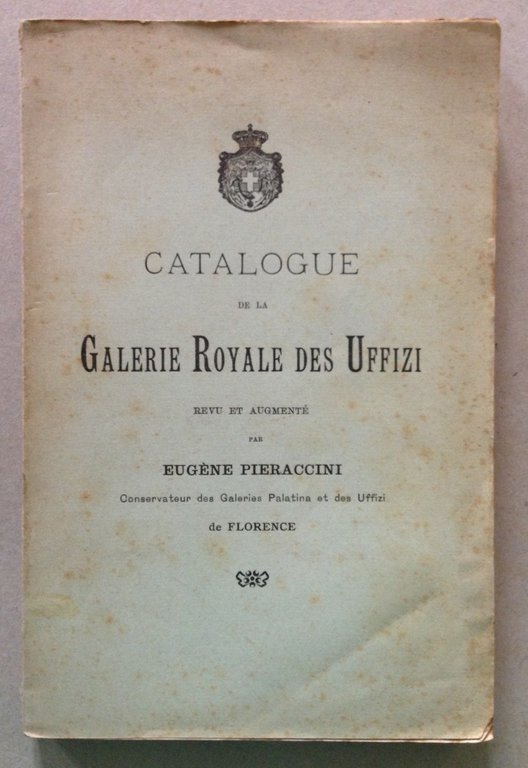 CATALOGUE
DE LA
GALERIE ROYALE DES UFFIZI
REVU ET AUGMENTÉ
PAR
EUGÈNE PIERACCINI
Conservateur des Galeries Palatina et des Uffizi
de FLORENCE